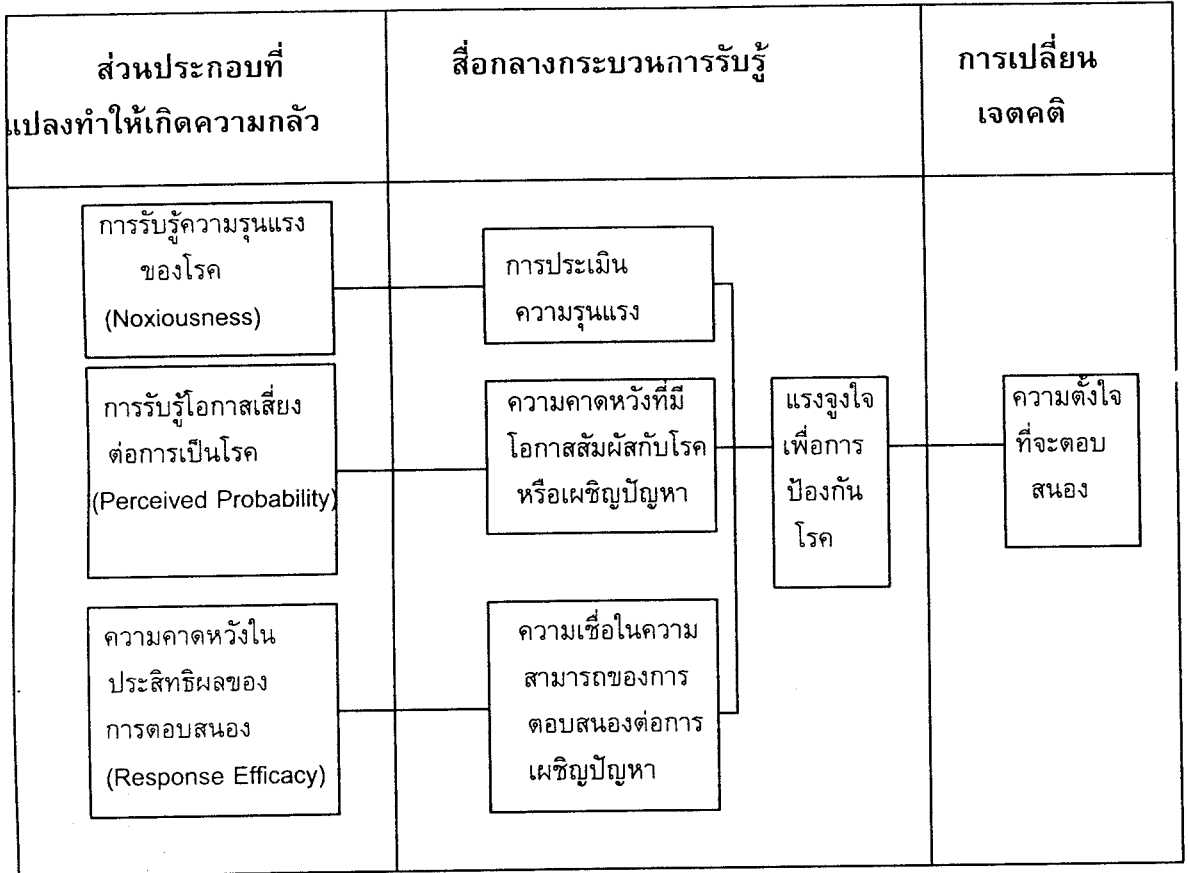 ส่วนประกอบที่
แปลงทำให้เกิดความกลัว
สื่อกลางกระบวนการรับรู้
การเปลี่ยน
เจตคติ
การรับรู้ความรุนแรง
ของโรค
(Noxiousness)
การประเมิน
ความรุนแรง
การรับรู้โอกาสเสี่ยง
ต่อการเป็นโรค
(Perceived Probability)
ความคาดหวังที่มี
โอกาสสัมผัสกับโรค
หรือเผชิญปัญหา
แรงจูงใจ
เพื่อการ
ป้องกัน
โรค
ความตั้งใจ
ที่จะตอบ
สนอง
ความคาดหวังใน
ประสิทธิผลของ
การตอบสนอง
(Response Efficacy)
ความเชื่อในความ
สามารถของการ
ตอบสนองต่อการ
เผชิญปัญหา